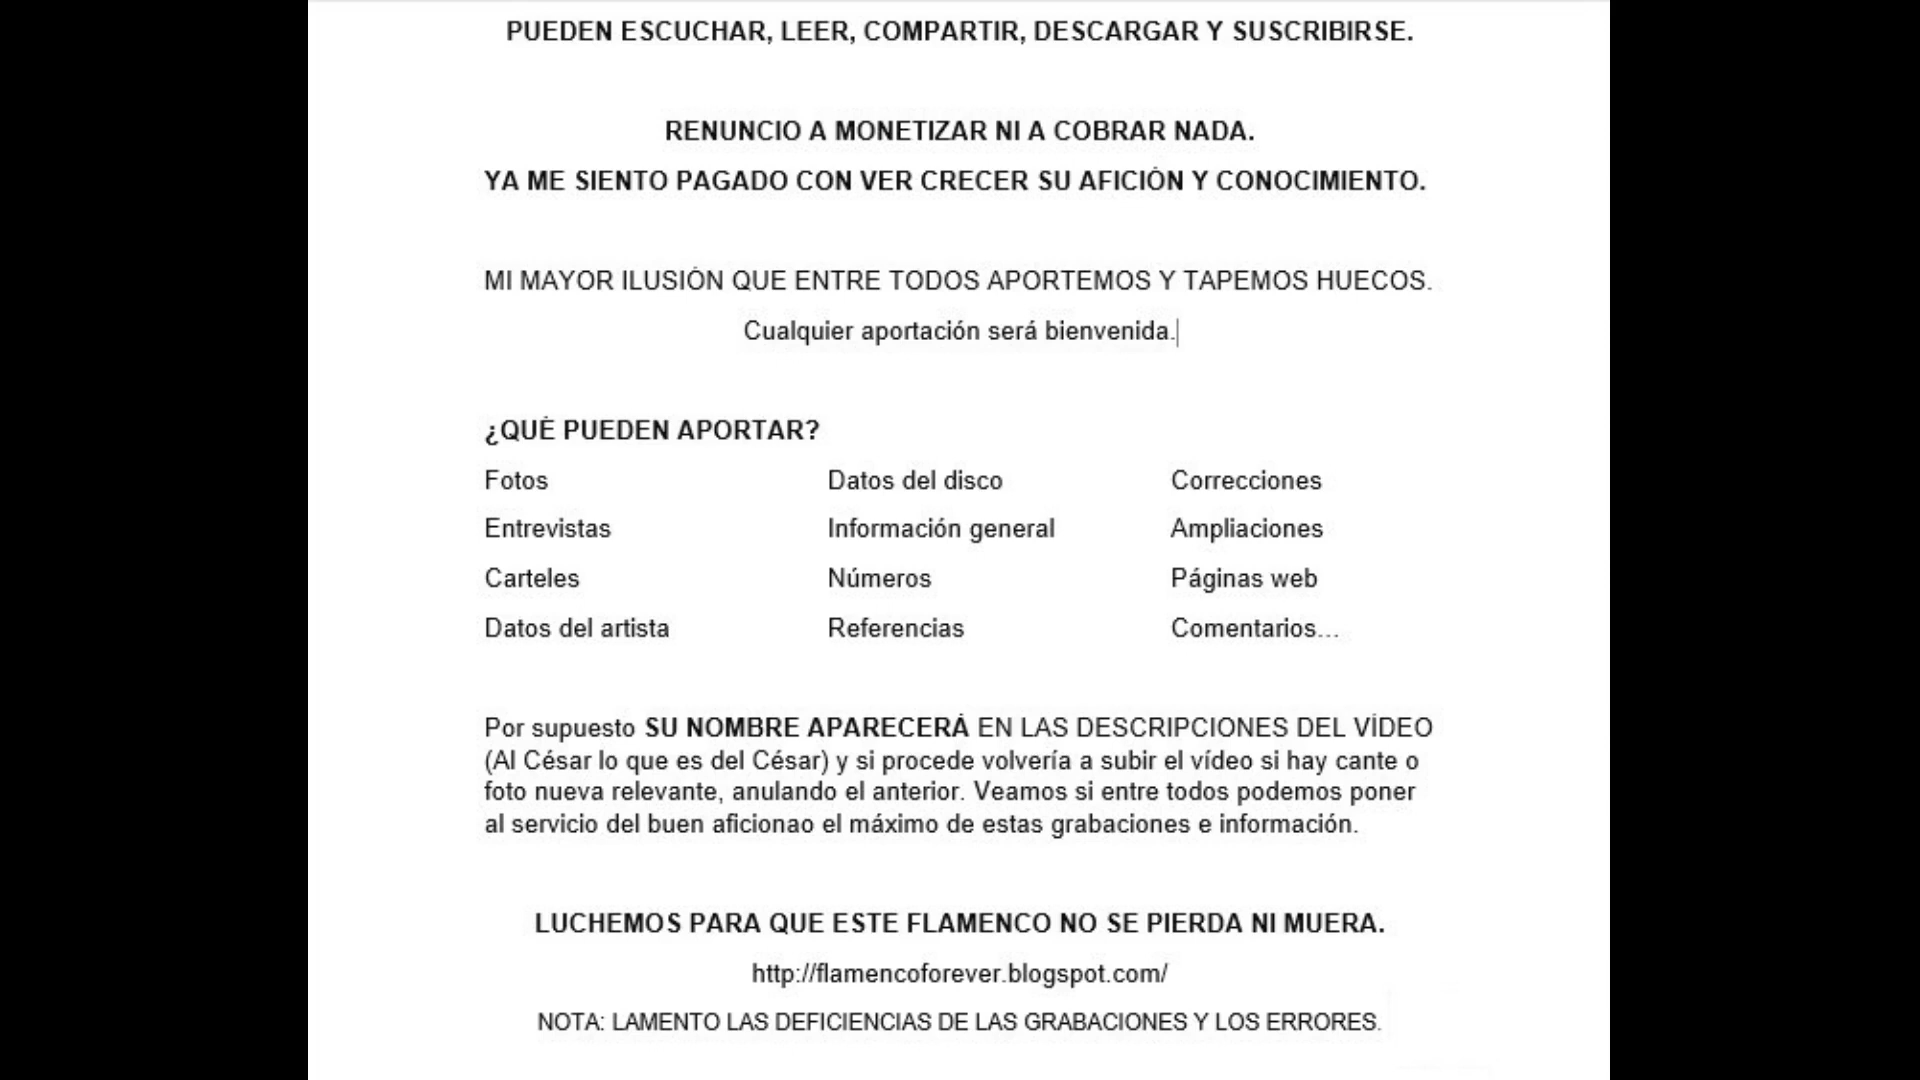 PUEDEN ESCUCHAR, LEER, COMPARTIR, DESCARGAR Y SUSCRIBIRSE.
RENUNCIO A MONETIZAR NI A COBRAR NADA.
YA ME SIENTO PAGADO CON VER CRECER SU AFICIÓN Y CONOCIMIENTO.
MI MAYOR ILUSIÓN QUE ENTRE TODOS APORTEMOS Y TAPEMOS HUECOS.
Cualquier aportación será bienvenida.
¿QUÉ PUEDEN APORTAR?
Fotos Datos del disco Correcciones
Entrevistas Información general Ampliaciones
Carteles Números Páginas web
Datos del artista Referencias Comentarios...
Por supuesto SU NOMBRE APARECERÁ EN LAS DESCRIPCIONES DEL VÍDEO
(Al César lo que es del César) y si procede volvería a subir el vídeo si hay cante o
foto nueva relevante, anulando el anterior. Veamos si entre todos podemos poner
al servicio del buen aficionao el máximo de estas grabaciones e información.
LUCHEMOS PARA QUE ESTE FLAMENCO NO SE PIERDA NI MUERA.
http://flamencoforever.blogspot.com/
NOTA: LAMENTO LAS DEFICIENCIAS DE LAS GRABACIONES Y LOS ERRORES.